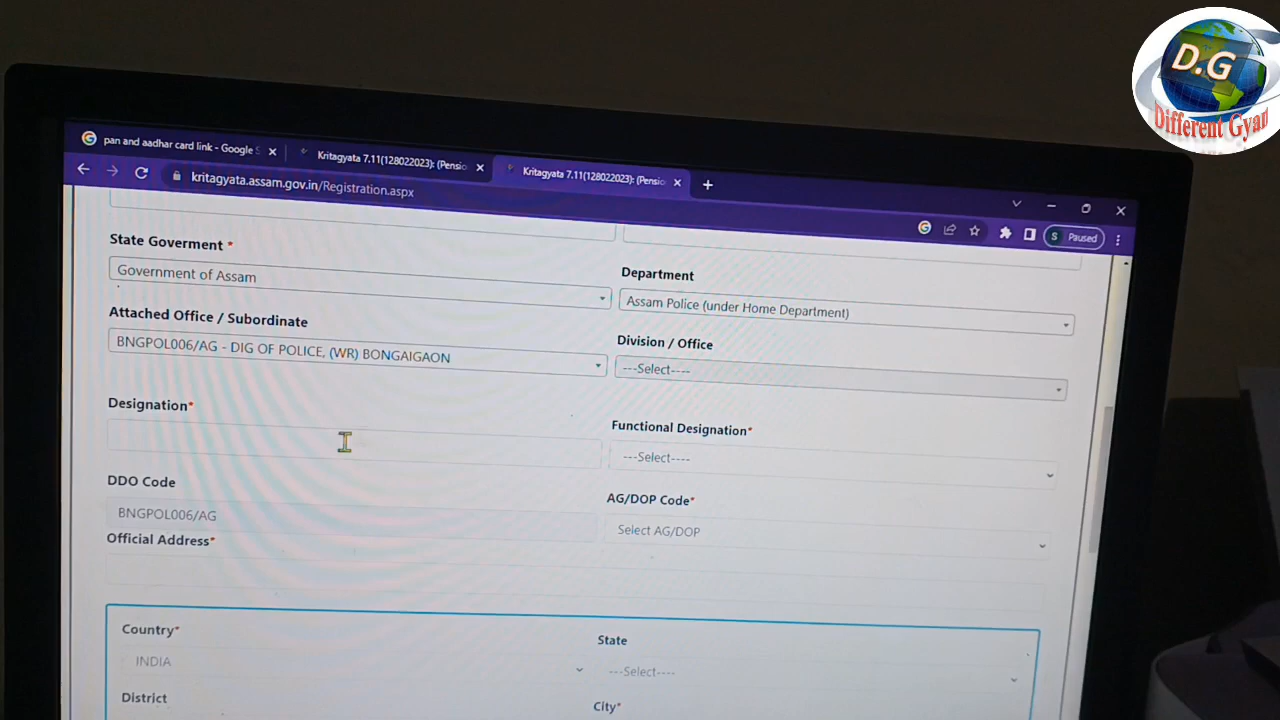 D.G
Different Gyan
pan and aadhar card link - Google S
Kritagyata 7.11(128022023): (Pensio
Kritagyata 7.11(128022023): (Pensio
kritagyata.assam.gov.in/Registration.aspx
S Paused
State Goverment *
Government of Assam
Department
Assam Police (under Home Department)
Attached Office / Subordinate
BNGPOL006/AG - DIG OF POLICE, (WR) BONGAIGAON
Division / Office
---Select----
Designation*
Functional Designation*
---Select----
DDO Code
BNGPOL006/AG
AG/DOP Code*
Select AG/DOP
Official Address*
Country*
INDIA
State
---Select----
District
City*